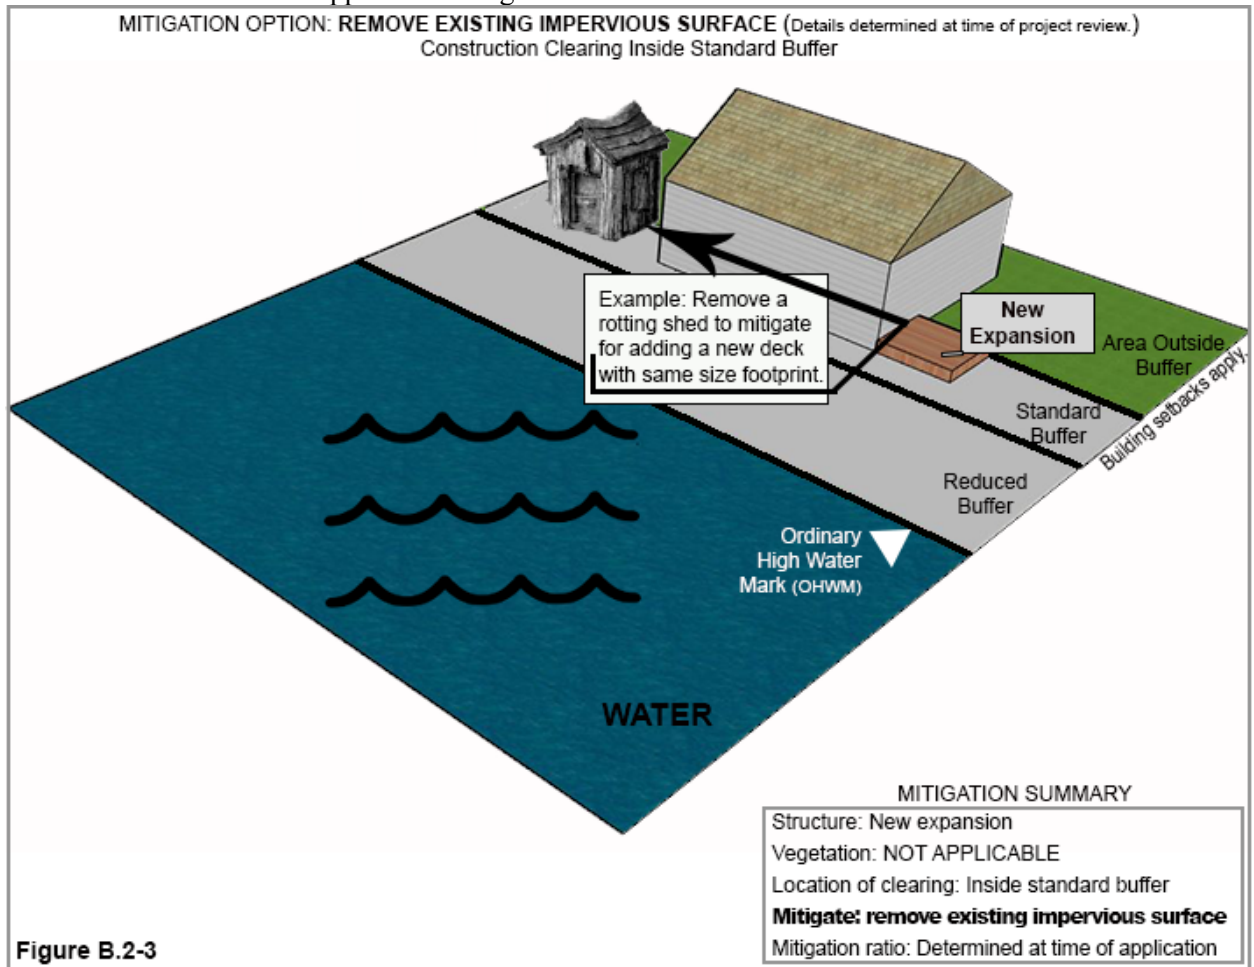 MITIGATION OPTION: REMOVE EXISTING IMPERVIOUS SURFACE (Details determined at time of project review.)
Construction Clearing Inside Standard Buffer
Example: Remove a
rotting shed to mitigate
for adding a new deck
with same size footprint.
New
Expansion
Area Outside
Buffer
Building setbacks apply.
Standard
Buffer
Reduced
Buffer
Ordinary
High Water
Mark (OHWM)
WATER
MITIGATION SUMMARY
Structure: New expansion
Vegetation: NOT APPLICABLE
Location of clearing: Inside standard buffer
Mitigate: remove existing impervious surface
Mitigation ratio: Determined at time of application
Figure B.2-3